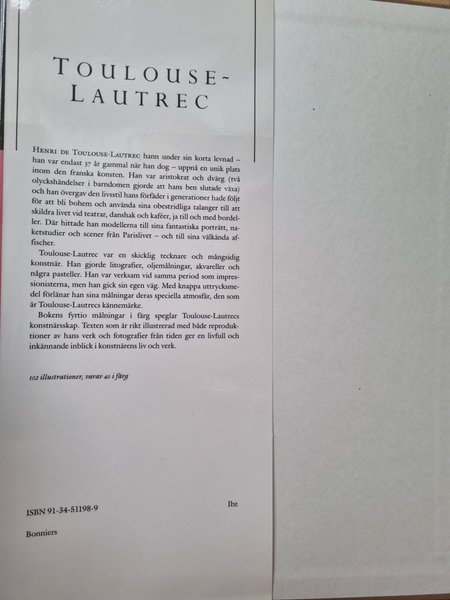 TOULOUSE-
LAUTREC
HENRI DE TOULOUSE-LAUTREC hann under sin korta levnad –
han var endast 37 år gammal när han dog – uppnå en unik plats
inom den franska konsten. Han var aristokrat och dvärg (två
olyckshändelser i barndomen gjorde att hans ben slutade växa)
och han övergav den livsstil hans förfäder i generationer hade följt
för att bli bohem och använda sina obestridliga talanger till att
skildra livet vid teatrar, danshak och kaféer, ja till och med bordel-
ler. Där hittade han modellerna till sina fantastiska porträtt, na-
ketstudier och scener från Parislivet – och till sina välkända af-
fischer.
Toulouse-Lautrec var en skicklig tecknare och mångsidig
konstnär. Han gjorde litografier, oljemålningar, akvareller och
några pasteller. Han var verksam vid samma period som impres-
sionisterna, men han gick sin egen väg. Med knappa uttrycksme-
del förlänar han sina målningar deras speciella atmosfär, den som
är Toulouse-Lautrecs kännemärke.
Bokens fyrtio målningar i färg speglar Toulouse-Lautrecs
konstnärsskap. Texten som är rikt illustrerad med både reproduk-
tioner av hans verk och fotografier från tiden ger en livfull och
inkännande inblick i konstnärens liv och verk.
102 illustrationer, varav 40 i färg
ISBN 91-34-51198-9
Ibz
Bonniers